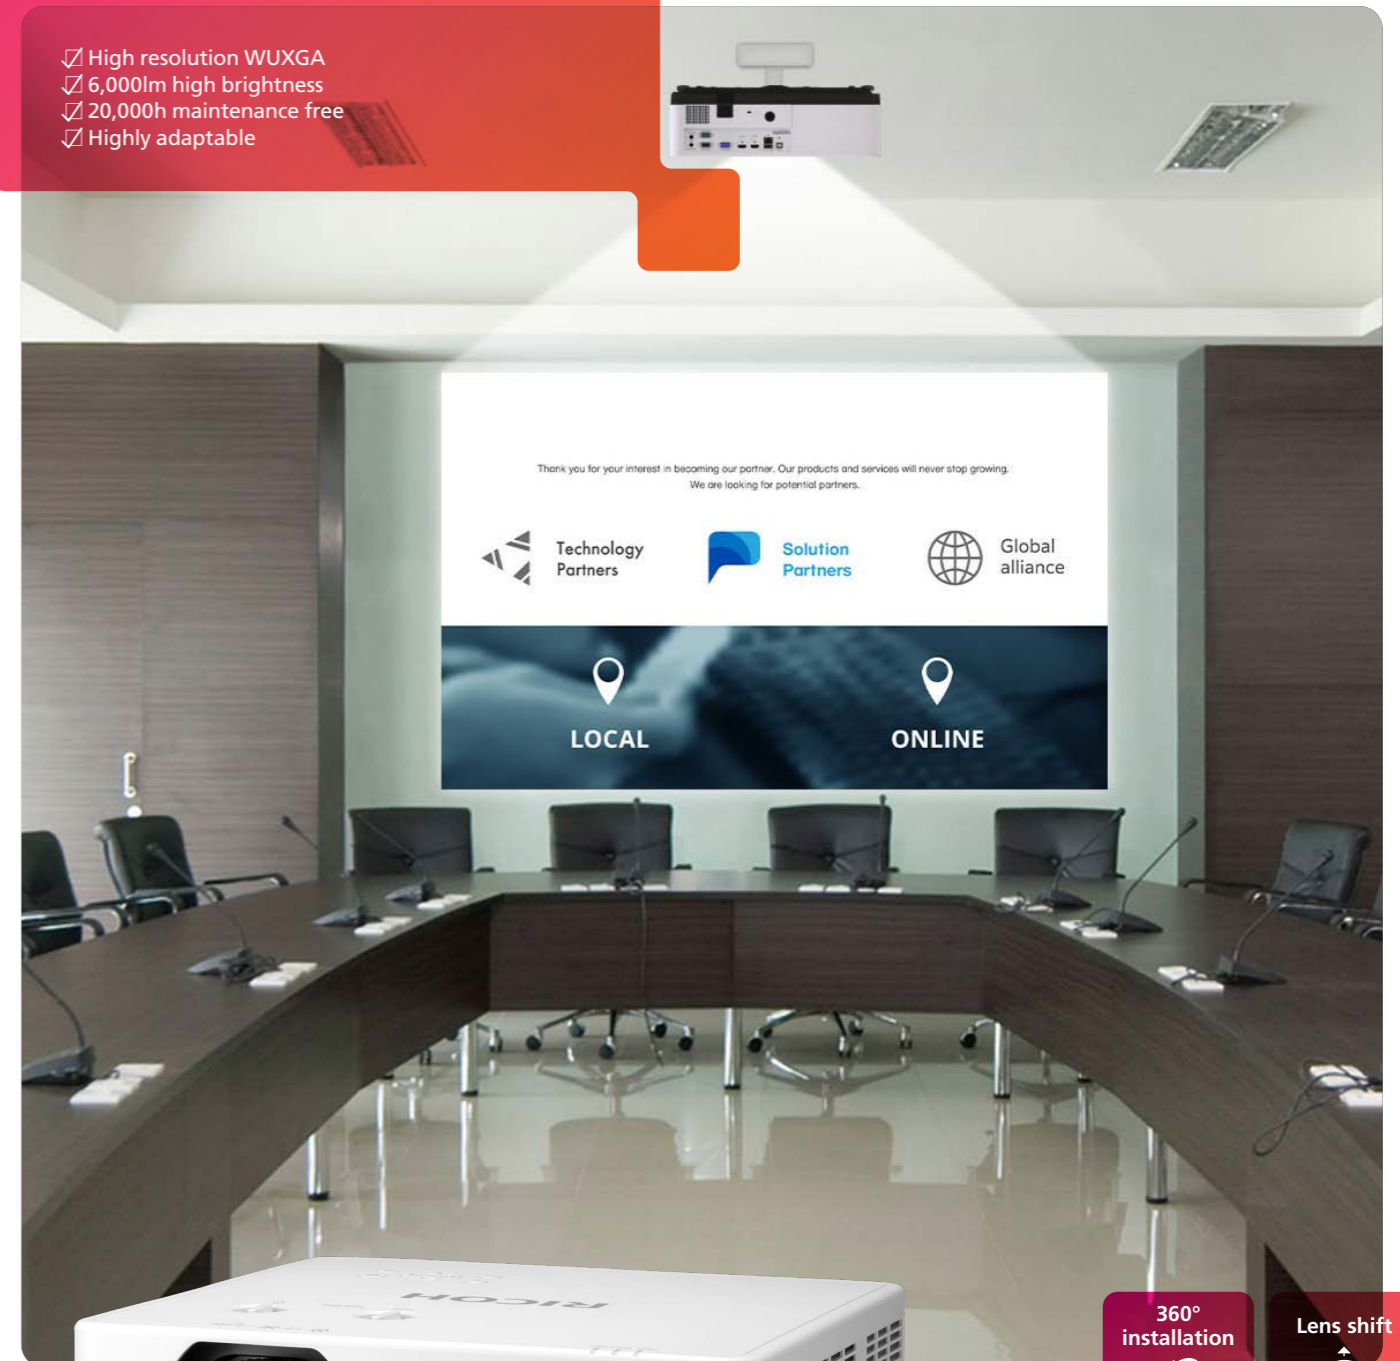 High resolution WUXGA
6,000lm high brightness
20,000h maintenance free
Highly adaptable
Thank you for your interest in becoming our partner. Our products and services will never stop growing.
We are looking for potential partners.
Technology
Partners
Solution
Partners
Global
alliance
LOCAL
ONLINE
RICOH
360°
installation
Lens shift